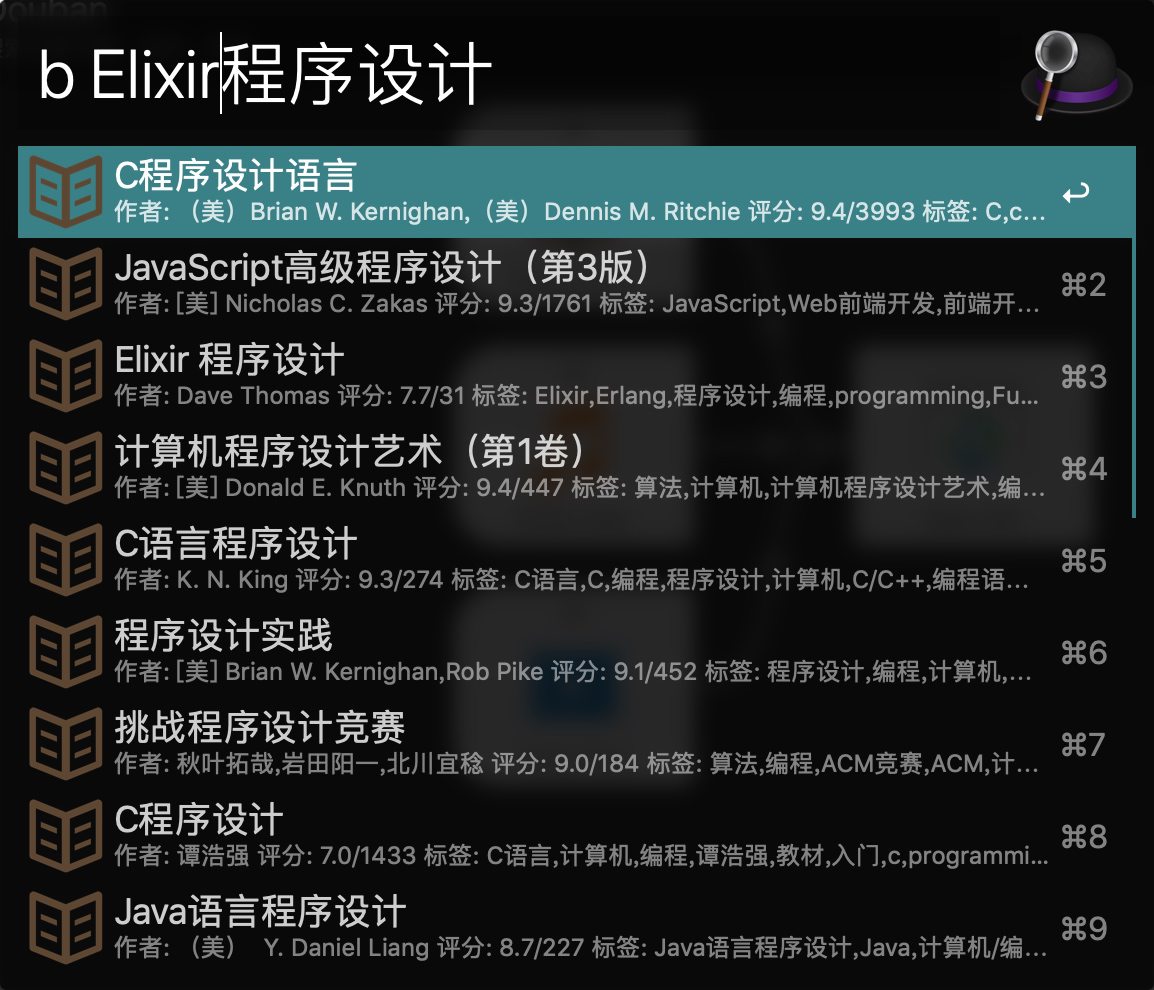 b Elixir程序设计
C程序设计语言
作者: （美）Brian W. Kernighan,（美）Dennis M. Ritchie 评分: 9.4/3993 标签: C,c…
JavaScript高级程序设计（第3版）
作者: [美] Nicholas C. Zakas 评分: 9.3/1761 标签: JavaScript,Web前端开发,前端开…
⌘2
Elixir 程序设计
作者: Dave Thomas 评分: 7.7/31 标签: Elixir,Erlang,程序设计,编程,programming,Fu…
⌘3
计算机程序设计艺术（第1卷）
作者: [美] Donald E. Knuth 评分: 9.4/447 标签: 算法,计算机,计算机程序设计艺术,编…
⌘4
C语言程序设计
作者: K. N. King 评分: 9.3/274 标签: C语言,C,编程,程序设计,计算机,C/C++,编程语…
⌘5
程序设计实践
作者: [美] Brian W. Kernighan,Rob Pike 评分: 9.1/452 标签: 程序设计,编程,计算机,…
⌘6
挑战程序设计竞赛
作者: 秋叶拓哉,岩田阳一,北川宜稔 评分: 9.0/184 标签: 算法,编程,ACM竞赛,ACM,计…
⌘7
C程序设计
作者: 谭浩强 评分: 7.0/1433 标签: C语言,计算机,编程,谭浩强,教材,入门,c,programmi…
⌘8
Java语言程序设计
作者: （美） Y. Daniel Liang 评分: 8.7/227 标签: Java语言程序设计,Java,计算机/编…
⌘9